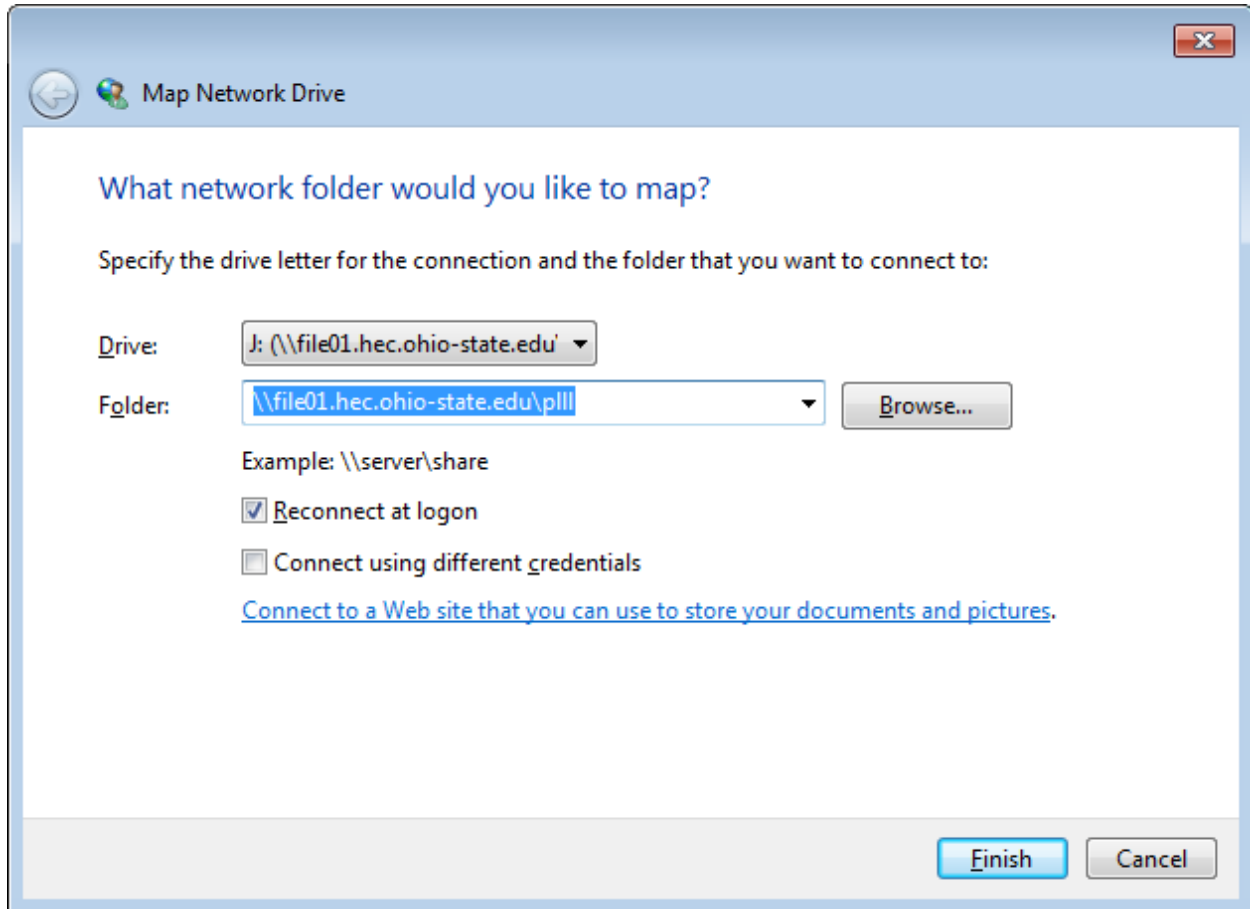 Map Network Drive
What network folder would you like to map?
Specify the drive letter for the connection and the folder that you want to connect to:
Drive: J: (\\file01.hec.ohio-state.edu'
Folder: \\file01.hec.ohio-state.edu\plll Browse...
Example: \\server\share
Reconnect at logon
Connect using different credentials
Connect to a Web site that you can use to store your documents and pictures.
Finish Cancel